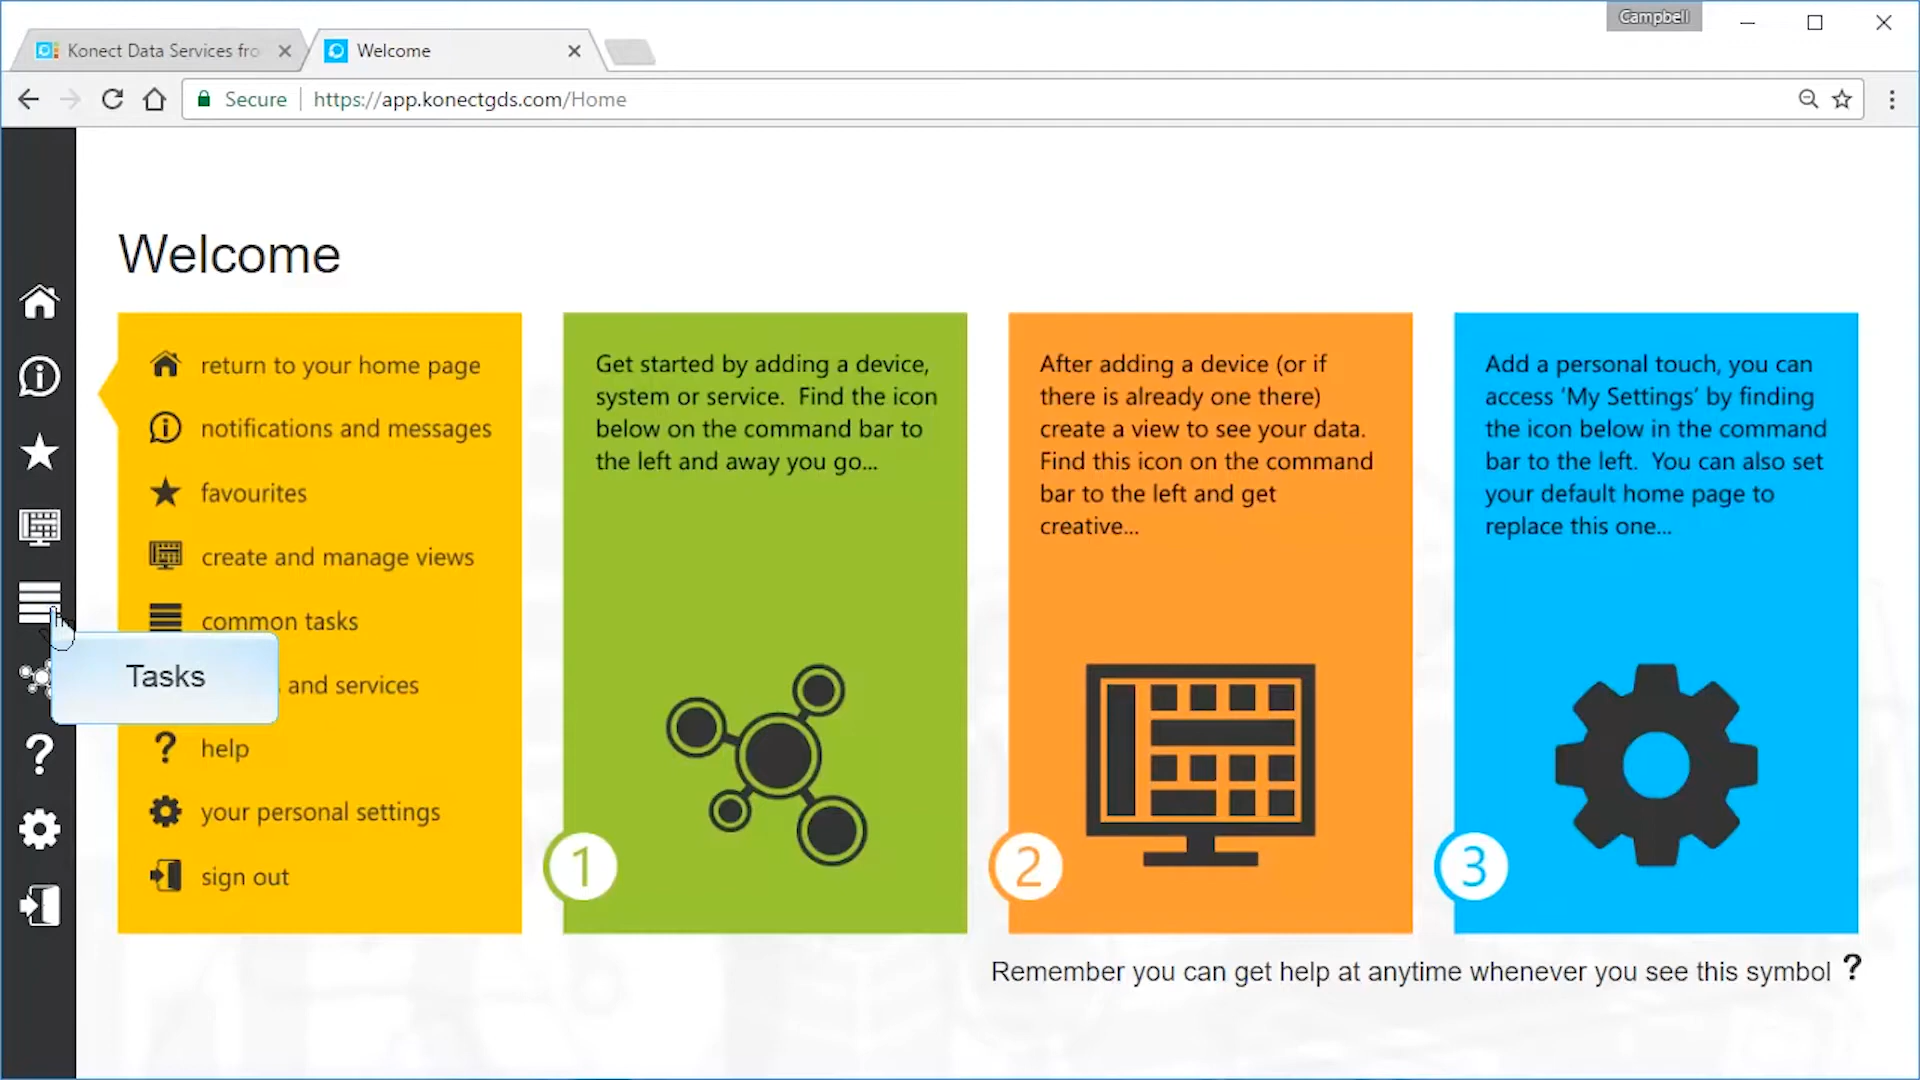 Campbell
Konect Data Services fro
Welcome
Secure
https://app.konectgds.com/Home
Welcome
return to your home page
notifications and messages
favourites
create and manage views
common tasks
Tasks
and services
help
your personal settings
sign out
Get started by adding a device,
system or service. Find the icon
below on the command bar to
the left and away you go...
1
After adding a device (or if
there is already one there)
create a view to see your data.
Find this icon on the command
bar to the left and get
creative...
2
Add a personal touch, you can
access 'My Settings' by finding
the icon below in the command
bar to the left. You can also set
your default home page to
replace this one...
3
Remember you can get help at anytime whenever you see this symbol ?